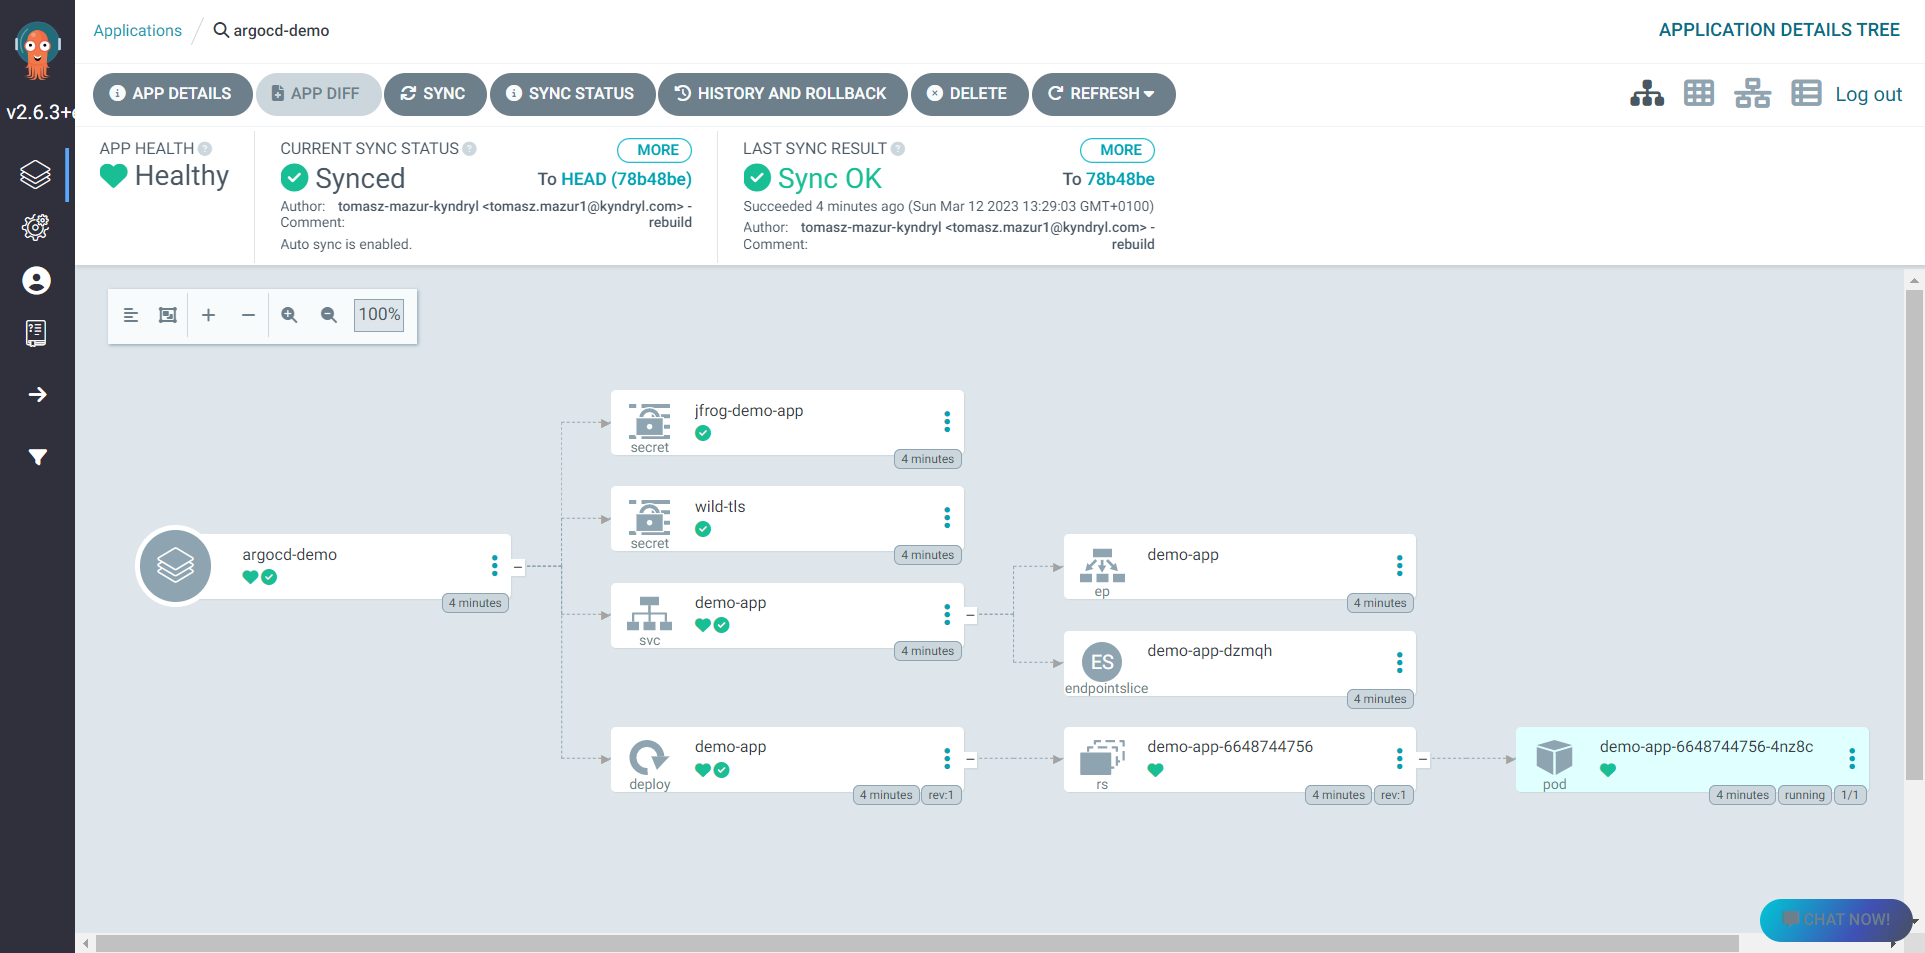 Applications / argocd-demo
APPLICATION DETAILS TREE
v2.6.3+
APP DETAILS
APP DIFF
SYNC
SYNC STATUS
HISTORY AND ROLLBACK
DELETE
REFRESH
Log out
APP HEALTH
Healthy
CURRENT SYNC STATUS
MORE
Synced
To HEAD (78b48be)
Author: tomasz-mazur-kyndryl <tomasz.mazur1@kyndryl.com> -
Comment: rebuild
Auto sync is enabled.
LAST SYNC RESULT
MORE
Sync OK
To 78b48be
Succeeded 4 minutes ago (Sun Mar 12 2023 13:29:03 GMT+0100)
Author: tomasz-mazur-kyndryl <tomasz.mazur1@kyndryl.com> -
Comment: rebuild
100%
jfrog-demo-app
secret
4 minutes
wild-tls
secret
4 minutes
argocd-demo
4 minutes
demo-app
svc
4 minutes
demo-app
ep
4 minutes
ES
demo-app-dzmqh
endpointslice
4 minutes
demo-app
deploy
4 minutes
rev:1
demo-app-6648744756
rs
4 minutes
rev:1
demo-app-6648744756-4nz8c
pod
4 minutes
running
1/1
CHAT NOW!